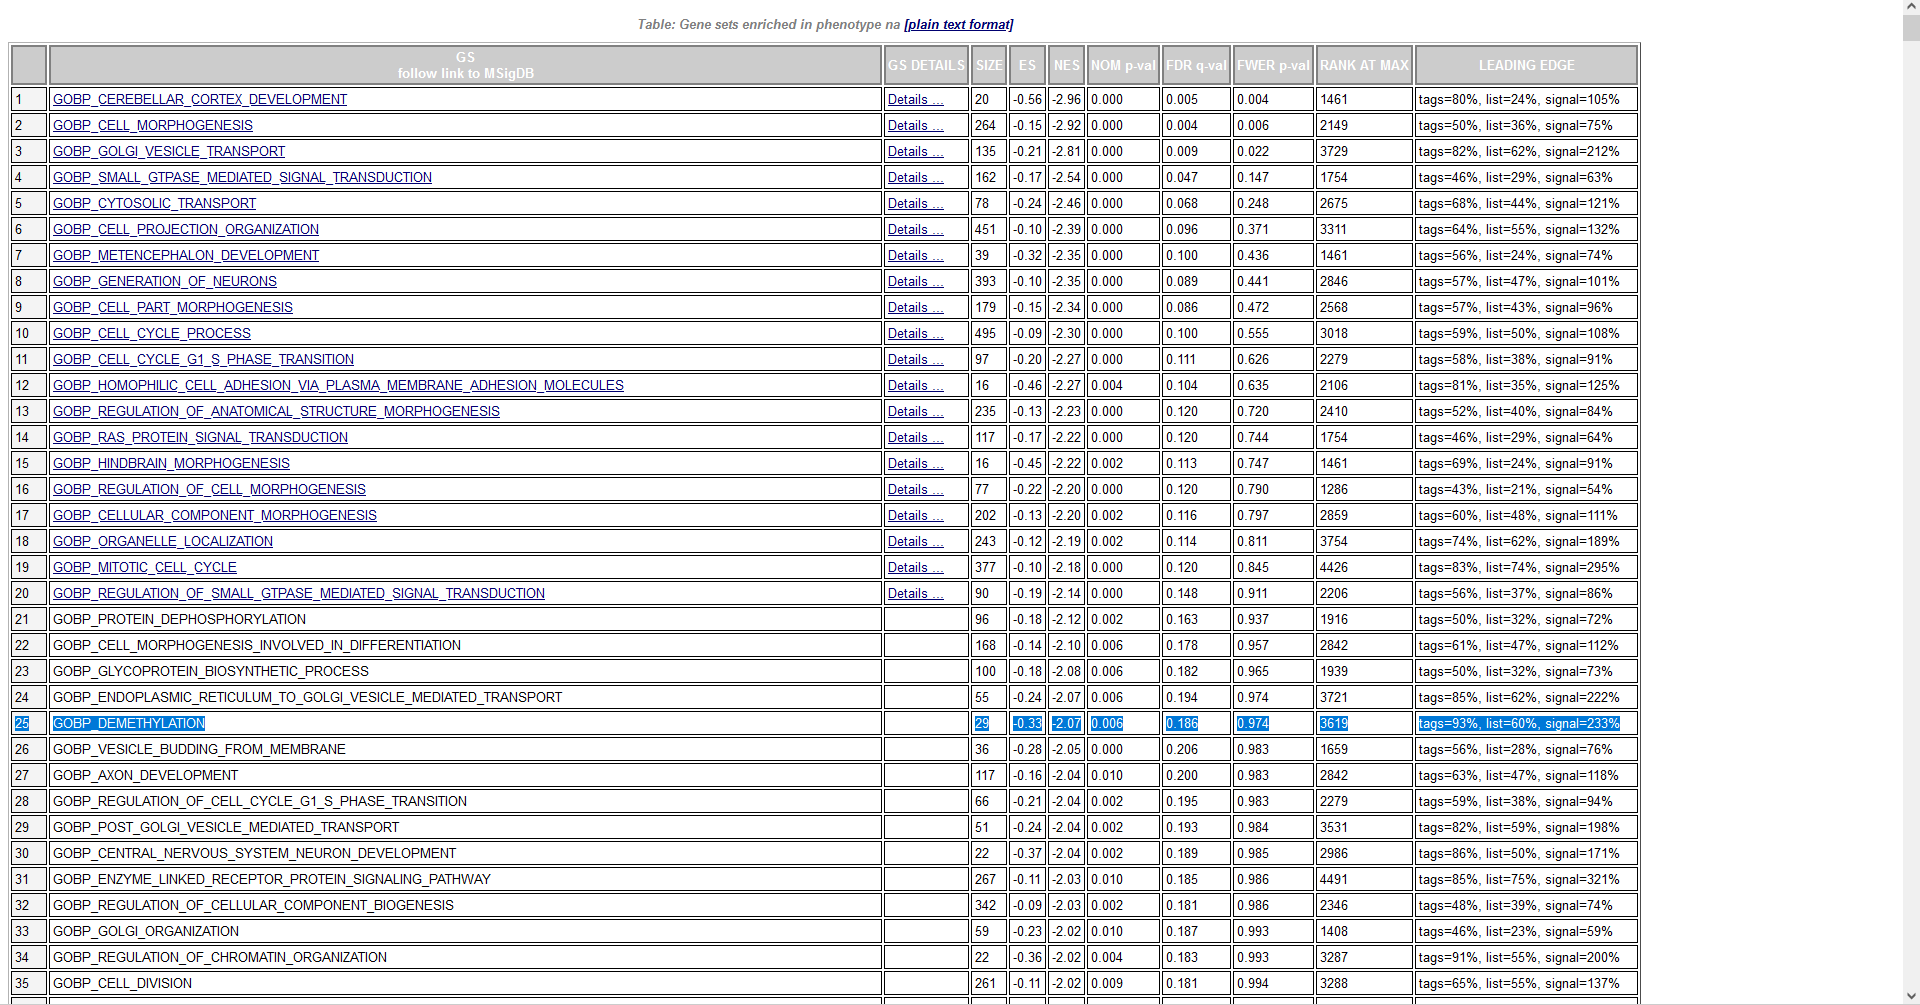 Table: Gene sets enriched in phenotype na [plain text format]
GS
follow link to MSigDB GS DETAILS SIZE ES NES NOM p-val FDR q-val FWER p-val RANK AT MAX LEADING EDGE
1 GOBP_CEREBELLAR_CORTEX_DEVELOPMENT Details ... 20 -0.56 -2.96 0.000 0.005 0.004 1461 tags=80%, list=24%, signal=105%
2 GOBP_CELL_MORPHOGENESIS Details ... 264 -0.15 -2.92 0.000 0.004 0.006 2149 tags=50%, list=36%, signal=75%
3 GOBP_GOLGI_VESICLE_TRANSPORT Details ... 135 -0.21 -2.81 0.000 0.009 0.022 3729 tags=82%, list=62%, signal=212%
4 GOBP_SMALL_GTPASE_MEDIATED_SIGNAL_TRANSDUCTION Details ... 162 -0.17 -2.54 0.000 0.047 0.147 1754 tags=46%, list=29%, signal=63%
5 GOBP_CYTOSOLIC_TRANSPORT Details ... 78 -0.24 -2.46 0.000 0.068 0.248 2675 tags=68%, list=44%, signal=121%
6 GOBP_CELL_PROJECTION_ORGANIZATION Details ... 451 -0.10 -2.39 0.000 0.096 0.371 3311 tags=64%, list=55%, signal=132%
7 GOBP_METENCEPHALON_DEVELOPMENT Details ... 39 -0.32 -2.35 0.000 0.100 0.436 1461 tags=56%, list=24%, signal=74%
8 GOBP_GENERATION_OF_NEURONS Details ... 393 -0.10 -2.35 0.000 0.089 0.441 2846 tags=57%, list=47%, signal=101%
9 GOBP_CELL_PART_MORPHOGENESIS Details ... 179 -0.15 -2.34 0.000 0.086 0.472 2568 tags=57%, list=43%, signal=96%
10 GOBP_CELL_CYCLE_PROCESS Details ... 495 -0.09 -2.30 0.000 0.100 0.555 3018 tags=59%, list=50%, signal=108%
11 GOBP_CELL_CYCLE_G1_S_PHASE_TRANSITION Details ... 97 -0.20 -2.27 0.000 0.111 0.626 2279 tags=58%, list=38%, signal=91%
12 GOBP_HOMOPHILIC_CELL_ADHESION_VIA_PLASMA_MEMBRANE_ADHESION_MOLECULES Details ... 16 -0.46 -2.27 0.004 0.104 0.635 2106 tags=81%, list=35%, signal=125%
13 GOBP_REGULATION_OF_ANATOMICAL_STRUCTURE_MORPHOGENESIS Details ... 235 -0.13 -2.23 0.000 0.120 0.720 2410 tags=52%, list=40%, signal=84%
14 GOBP_RAS_PROTEIN_SIGNAL_TRANSDUCTION Details ... 117 -0.17 -2.22 0.000 0.120 0.744 1754 tags=46%, list=29%, signal=64%
15 GOBP_HINDBRAIN_MORPHOGENESIS Details ... 16 -0.45 -2.22 0.002 0.113 0.747 1461 tags=69%, list=24%, signal=91%
16 GOBP_REGULATION_OF_CELL_MORPHOGENESIS Details ... 77 -0.22 -2.20 0.000 0.120 0.790 1286 tags=43%, list=21%, signal=54%
17 GOBP_CELLULAR_COMPONENT_MORPHOGENESIS Details ... 202 -0.13 -2.20 0.002 0.116 0.797 2859 tags=60%, list=48%, signal=111%
18 GOBP_ORGANELLE_LOCALIZATION Details ... 243 -0.12 -2.19 0.002 0.114 0.811 3754 tags=74%, list=62%, signal=189%
19 GOBP_MITOTIC_CELL_CYCLE Details ... 377 -0.10 -2.18 0.000 0.120 0.845 4426 tags=83%, list=74%, signal=295%
20 GOBP_REGULATION_OF_SMALL_GTPASE_MEDIATED_SIGNAL_TRANSDUCTION Details ... 90 -0.19 -2.14 0.000 0.148 0.911 2206 tags=56%, list=37%, signal=86%
21 GOBP_PROTEIN_DEPHOSPHORYLATION 96 -0.18 -2.12 0.002 0.163 0.937 1916 tags=50%, list=32%, signal=72%
22 GOBP_CELL_MORPHOGENESIS_INVOLVED_IN_DIFFERENTIATION 168 -0.14 -2.10 0.006 0.178 0.957 2842 tags=61%, list=47%, signal=112%
23 GOBP_GLYCOPROTEIN_BIOSYNTHETIC_PROCESS 100 -0.18 -2.08 0.006 0.182 0.965 1939 tags=50%, list=32%, signal=73%
24 GOBP_ENDOPLASMIC_RETICULUM_TO_GOLGI_VESICLE_MEDIATED_TRANSPORT 55 -0.24 -2.07 0.006 0.194 0.974 3721 tags=85%, list=62%, signal=222%
25 GOBP_DEMETHYLATION 29 -0.33 -2.07 0.006 0.186 0.974 3619 tags=93%, list=60%, signal=233%
26 GOBP_VESICLE_BUDDING_FROM_MEMBRANE 36 -0.28 -2.05 0.000 0.206 0.983 1659 tags=56%, list=28%, signal=76%
27 GOBP_AXON_DEVELOPMENT 117 -0.16 -2.04 0.010 0.200 0.983 2842 tags=63%, list=47%, signal=118%
28 GOBP_REGULATION_OF_CELL_CYCLE_G1_S_PHASE_TRANSITION 66 -0.21 -2.04 0.002 0.195 0.983 2279 tags=59%, list=38%, signal=94%
29 GOBP_POST_GOLGI_VESICLE_MEDIATED_TRANSPORT 51 -0.24 -2.04 0.002 0.193 0.984 3531 tags=82%, list=59%, signal=198%
30 GOBP_CENTRAL_NERVOUS_SYSTEM_NEURON_DEVELOPMENT 22 -0.37 -2.04 0.002 0.189 0.985 2986 tags=86%, list=50%, signal=171%
31 GOBP_ENZYME_LINKED_RECEPTOR_PROTEIN_SIGNALING_PATHWAY 267 -0.11 -2.03 0.010 0.185 0.986 4491 tags=85%, list=75%, signal=321%
32 GOBP_REGULATION_OF_CELLULAR_COMPONENT_BIOGENESIS 342 -0.09 -2.03 0.002 0.181 0.986 2346 tags=48%, list=39%, signal=74%
33 GOBP_GOLGI_ORGANIZATION 59 -0.23 -2.02 0.010 0.187 0.993 1408 tags=46%, list=23%, signal=59%
34 GOBP_REGULATION_OF_CHROMATIN_ORGANIZATION 22 -0.36 -2.02 0.004 0.183 0.993 3287 tags=91%, list=55%, signal=200%
35 GOBP_CELL_DIVISION 261 -0.11 -2.02 0.009 0.181 0.994 3288 tags=65%, list=55%, signal=137%